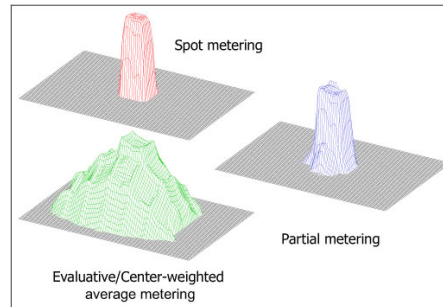 Spot metering
Partial metering
Evaluative/Center-weighted
average metering